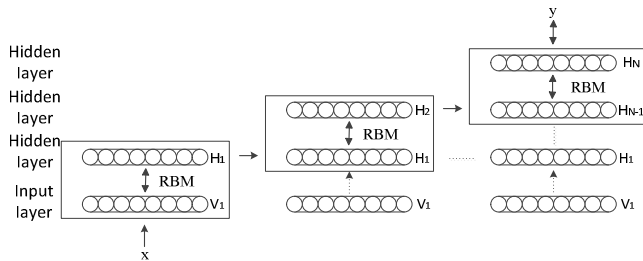 y
Hidden
layer
HN
RBM
Hidden
layer
H2
HN-1
RBM
Hidden
layer
H1
H1
H1
RBM
Input
layer
V1
V1
V1
x